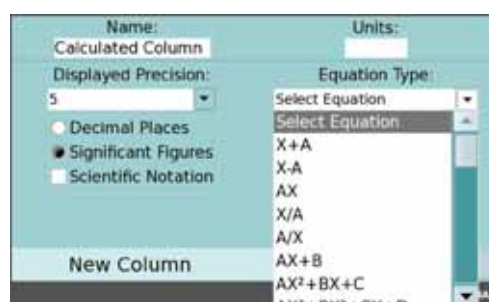 Name:
Calculated Column
Units:
Displayed Precision:
5
Decimal Places
Significant Figures
Scientific Notation
Equation Type
Select Equation
Select Equation
X+A
X-A
AX
X/A
A/X
AX+B
AX²+BX+C
New Column